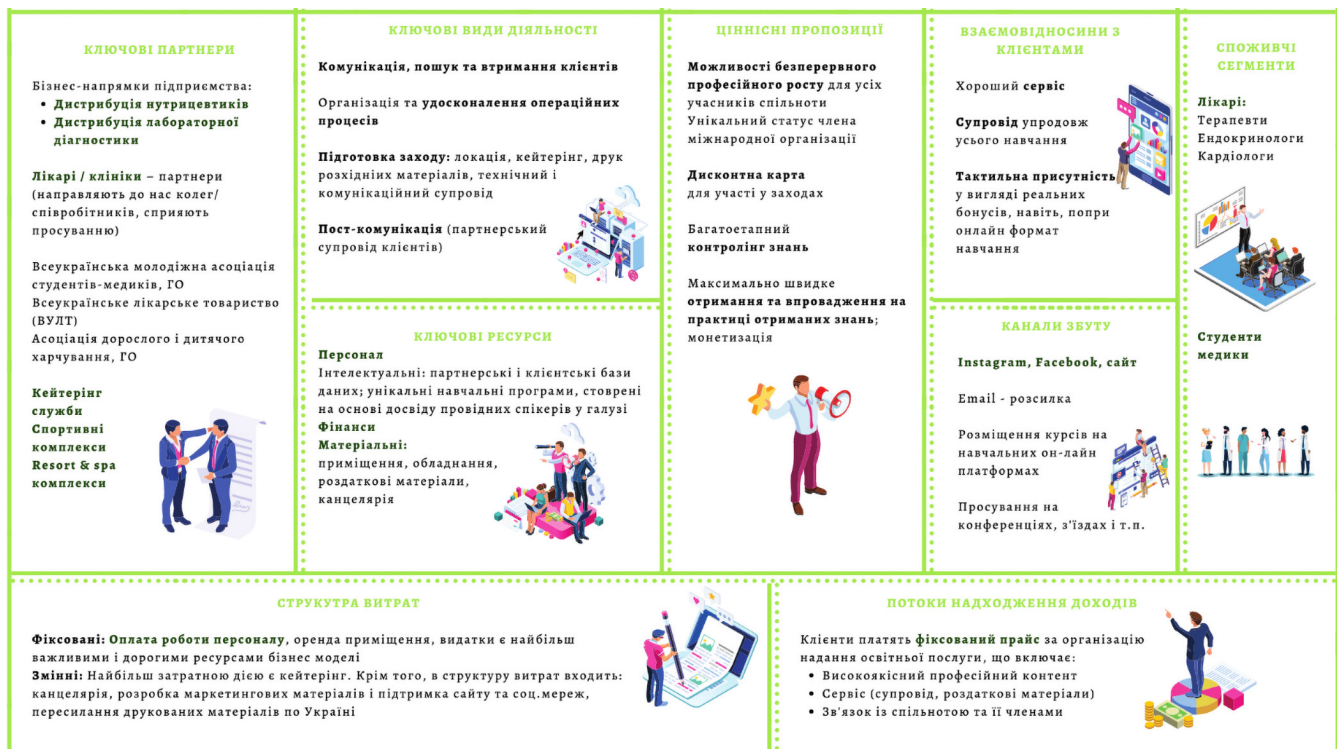 КЛЮЧОВІ ПАРТНЕРИ
Бізнес-напрямки підприємства:
• Дистрибуція нутрицевтиків
• Дистрибуція лабораторної
діагностики
Лікарі / клініки – партнери
(направляють до нас колег/
співробітників, сприяють
просуванню)
Всеукраїнська молодіжна асоціація
студентів-медиків, ГО
Всеукраїнське лікарське товариство
(ВУЛТ)
Асоціація дорослого і дитячого
харчування, ГО
Кейтерінг
служби
Спортивні
комплекси
Resort & spa
комплекси
КЛЮЧОВІ ВИДИ ДІЯЛЬНОСТІ
Комунікація, пошук та втримання клієнтів
Організація та удосконалення операційних
процесів
Підготовка заходу: локація, кейтерінг, друк
розхідних матеріалів, технічний і
комунікаційний супровід
Пост-комунікація (партнерський
супровід клієнтів)
КЛЮЧОВІ РЕСУРСИ
Персонал
Інтелектуальні: партнерські і клієнтські бази
даних; унікальні навчальні програми, стоврені
на основі досвіду провідних спікерів у галузі
Фінанси
Матеріальні:
приміщення, обладнання,
роздаткові матеріали,
канцелярія
ЦІННІСНІ ПРОПОЗИЦІЇ
Можливості безперервного
професійного росту для усіх
учасників спільноти
Унікальний статус члена
міжнародної організації
Дисконтна карта
для участі у заходах
Багатоетапний
контролінг знань
Максимально швидке
отримання та впровадження на
практиці отриманих знань;
монетизація
ВЗАЄМОВІДНОСИНИ З
КЛІЄНТАМИ
Хороший сервіс
Супровід упродовж
усього навчання
Тактильна присутність
у вигляді реальних
бонусів, навіть, попри
онлайн формат
навчання
КАНАЛИ ЗБУТУ
Instagram, Facebook, сайт
Email - розсилка
Розміщення курсів на
навчальних он-лайн
платформах
Просування на
конференціях, з'їздах і т.п.
СПОЖИВЧІ
СЕГМЕНТИ
Лікарі:
Терапевти
Ендокринологи
Кардіологи
Студенти
медики
СТРУКУТРА ВИТРАТ
Фіксовані: Оплата роботи персоналу, оренда приміщення, видатки є найбільш
важливими і дорогими ресурсами бізнес моделі
Змінні: Найбільш затратною дією є кейтерінг. Крім того, в структуру витрат входить:
канцелярія, розробка маркетингових матеріалів і підтримка сайту та соц.мереж,
пересилання друкованих матеріалів по Україні
ПОТОКИ НАДХОДЖЕННЯ ДОХОДІВ
Клієнти платять фіксований прайс за організацію
надання освітньої послуги, що включає:
• Високоякісний професійний контент
• Сервіс (супровід, роздаткові матеріали)
• Зв'язок із спільнотою та її членами